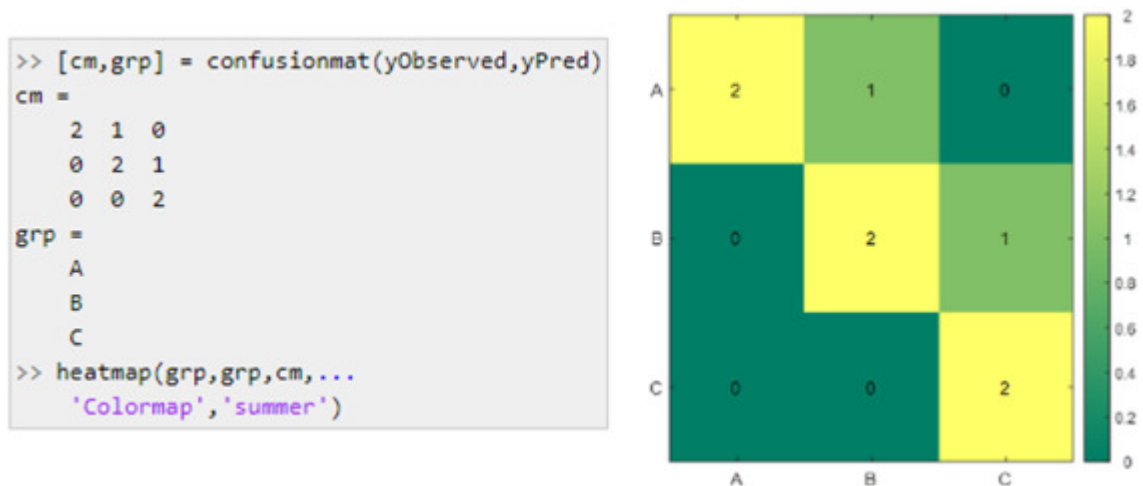 >> [cm,grp] = confusionmat(yObserved,yPred)
cm =
2 1 0
0 2 1
0 0 2
grp =
A
B
C
>> heatmap(grp,grp,cm,...
'Colormap','summer')
A 2 1 0
B 0 2 1
C 0 0 2
A B C
2
1.8
1.6
1.4
1.2
1
0.8
0.6
0.4
0.2
0